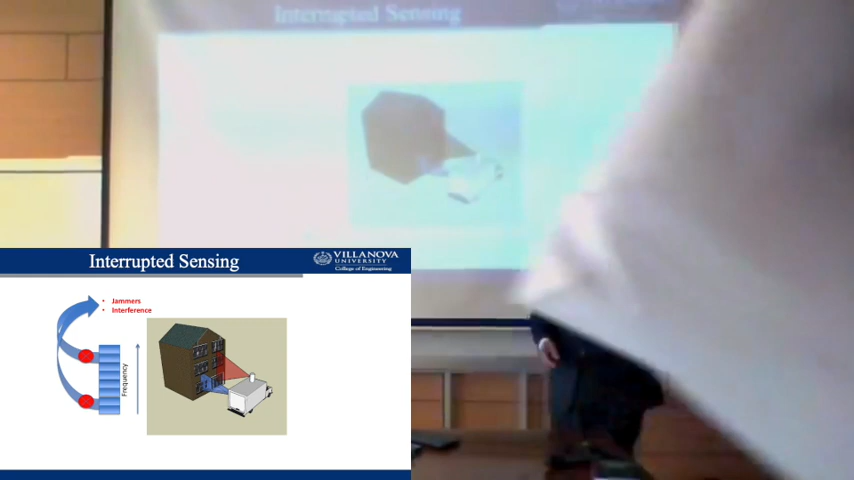 Interrupted Sensing
Interrupted Sensing
VILLANOVA
UNIVERSITY
College of Engineering
• Jammers
• Interference
Frequency